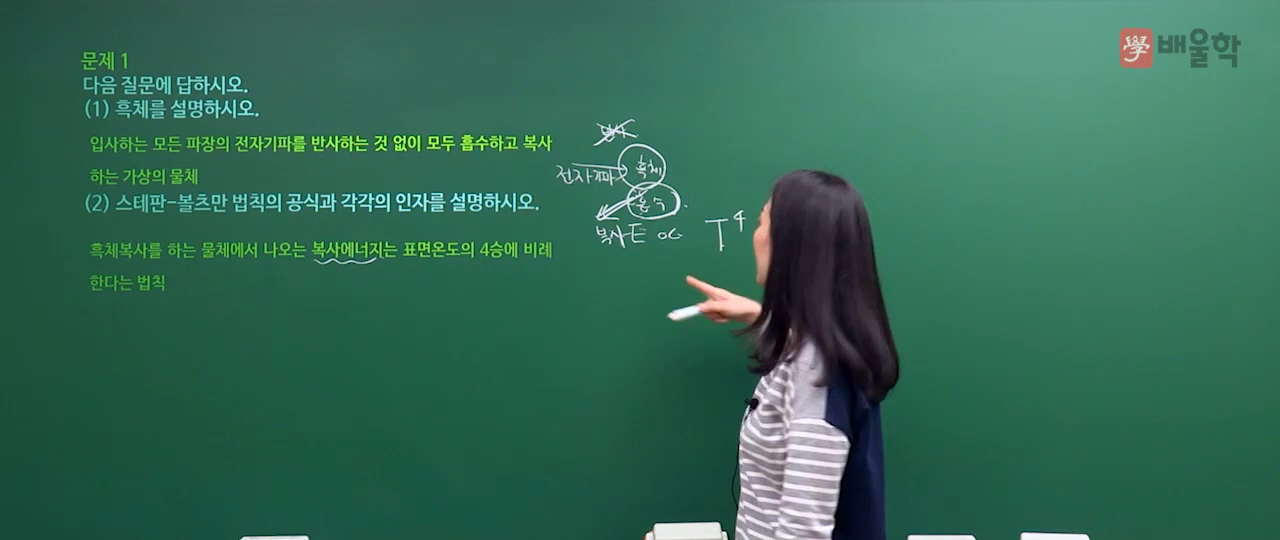 學 배울학
문제 1
다음 질문에 답하시오.
(1) 흑체를 설명하시오.
입사하는 모든 파장의 전자기파를 반사하는 것 없이 모두 흡수하고 복사
하는 가상의 물체
(2) 스테판-볼츠만 법칙의 공식과 각각의 인자를 설명하시오.
흑체복사를 하는 물체에서 나오는 복사에너지는 표면온도의 4승에 비례
한다는 법칙
전자기파 흑체
흡수
복사E ∝ T⁴